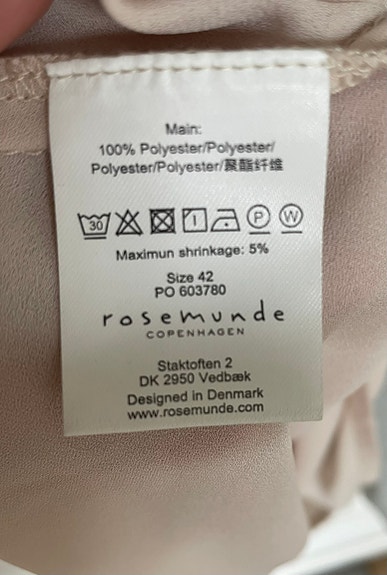 Main:
100% Polyester/Polyester/
Polyester/Polyester/聚酯纤维
30 1 P W
Maximun shrinkage: 5%
Size 42
PO 603780
rosemunde
COPENHAGEN
Staktoften 2
DK 2950 Vedbæk
Designed in Denmark
www.rosemunde.com